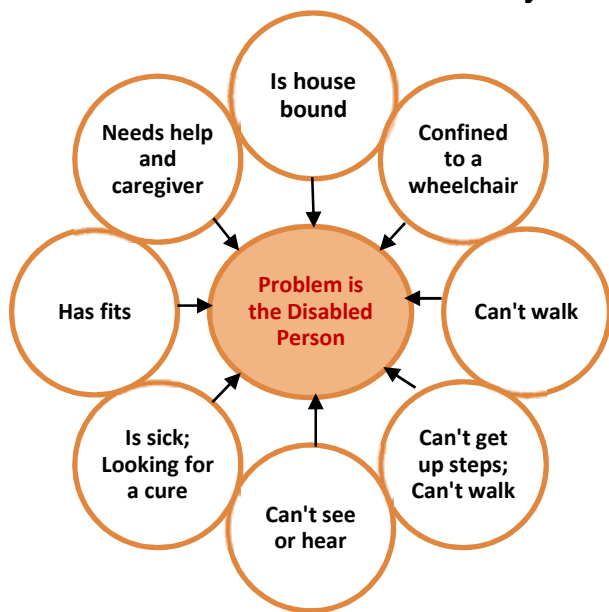 Is house
bound
Confined
to a
wheelchair
Can't walk
Can't get
up steps;
Can't walk
Can't see
or hear
Is sick;
Looking for
a cure
Has fits
Needs help
and
caregiver
Problem is
the Disabled
Person